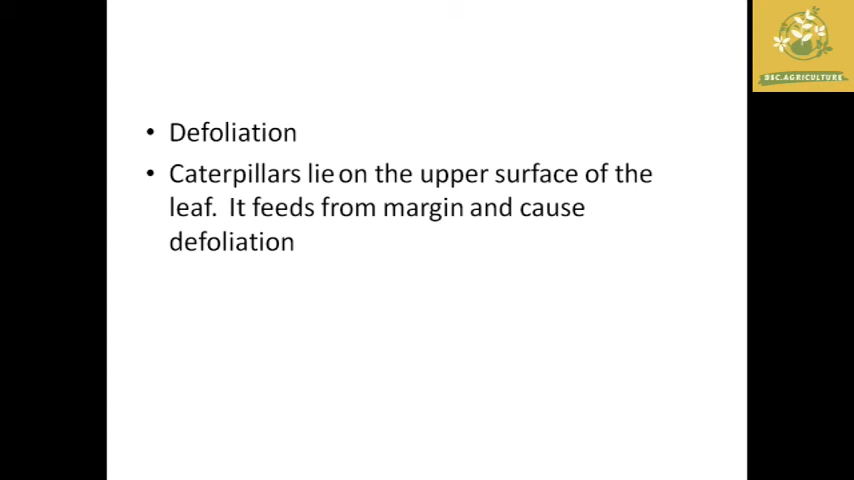 BSC.AGRICULTURE
• Defoliation
• Caterpillars lie on the upper surface of the
leaf. It feeds from margin and cause
defoliation